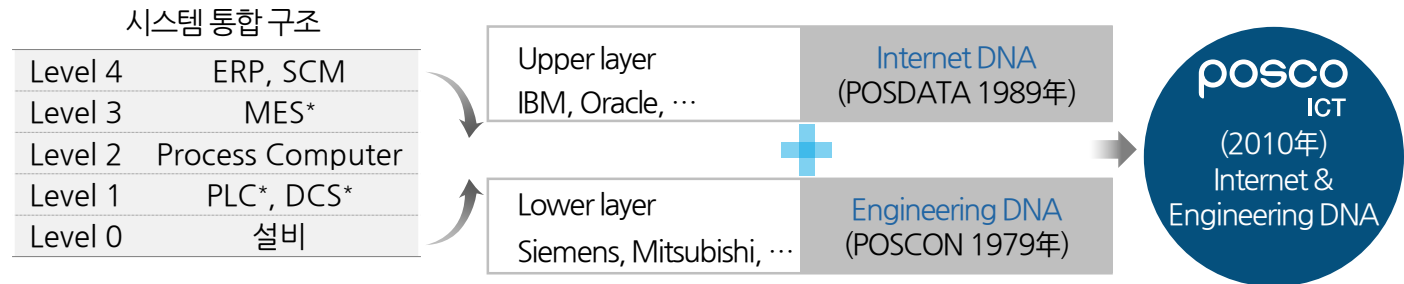 시스템 통합 구조
Level 4 ERP, SCM
Level 3 MES*
Level 2 Process Computer
Level 1 PLC*, DCS*
Level 0 설비
Upper layer
IBM, Oracle, …
Internet DNA
(POSDATA 1989年)
Lower layer
Siemens, Mitsubishi, …
Engineering DNA
(POSCON 1979年)
posco
ICT
(2010年)
Internet &
Engineering DNA